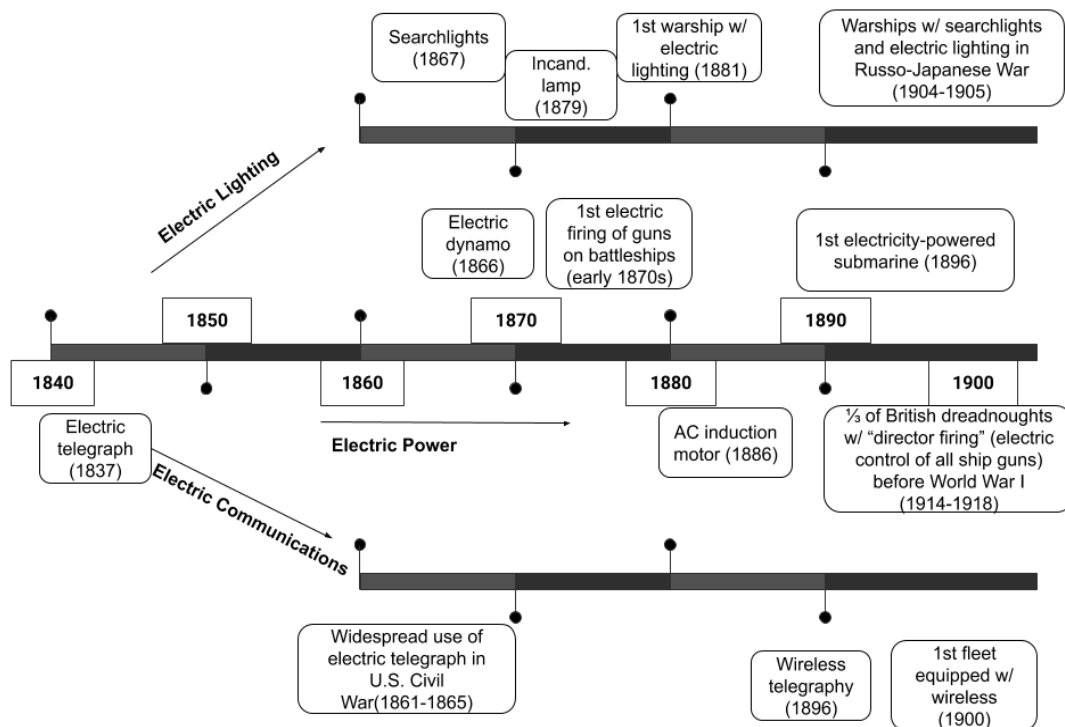 Searchlights
(1867)
Incand.
lamp
(1879)
1st warship w/
electric
lighting (1881)
Warships w/ searchlights
and electric lighting in
Russo-Japanese War
(1904-1905)
Electric Lighting
Electric
dynamo
(1866)
1st electric
firing of guns
on battleships
(early 1870s)
1st electricity-powered
submarine (1896)
1850
1870
1890
1840
1860
1880
1900
Electric
telegraph
(1837)
Electric Power
AC induction
motor (1886)
⅓ of British dreadnoughts
w/ “director firing” (electric
control of all ship guns)
before World War I
(1914-1918)
Electric Communications
Widespread use of
electric telegraph in
U.S. Civil
War(1861-1865)
Wireless
telegraphy
(1896)
1st fleet
equipped w/
wireless
(1900)